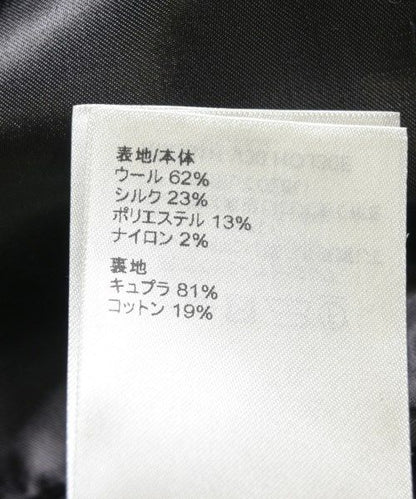 表地/本体
ウール 62%
シルク 23%
ポリエステル 13%
ナイロン 2%
裏地
キュプラ 81%
コットン 19%